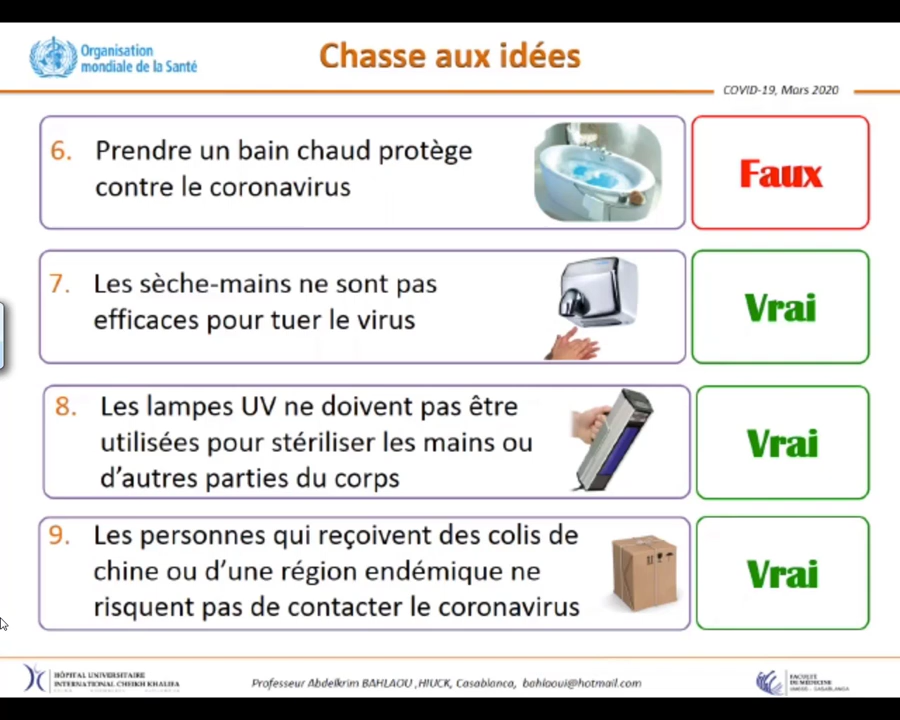 Organisation
mondiale de la Santé
Chasse aux idées
COVID-19, Mars 2020
6. Prendre un bain chaud protège
contre le coronavirus
Faux
7. Les sèche-mains ne sont pas
efficaces pour tuer le virus
Vrai
8. Les lampes UV ne doivent pas être
utilisées pour stériliser les mains ou
d'autres parties du corps
Vrai
9. Les personnes qui reçoivent des colis de
chine ou d'une région endémique ne
risquent pas de contacter le coronavirus
Vrai
HÔPITAL UNIVERSITAIRE
INTERNATIONAL CHEIKH KHALIFA
Professeur Abdelkrim BAHLAOU ,HIUCK, Casablanca, bahlaoui@hotmail.com
FACULTÉ
DE MÉDECINE